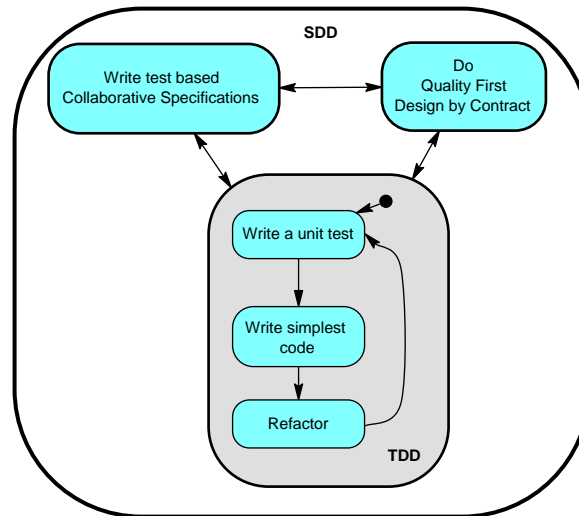 SDD
Write test based
Collaborative Specifications
Do
Quality First
Design by Contract
Write a unit test
Write simplest
code
Refactor
TDD